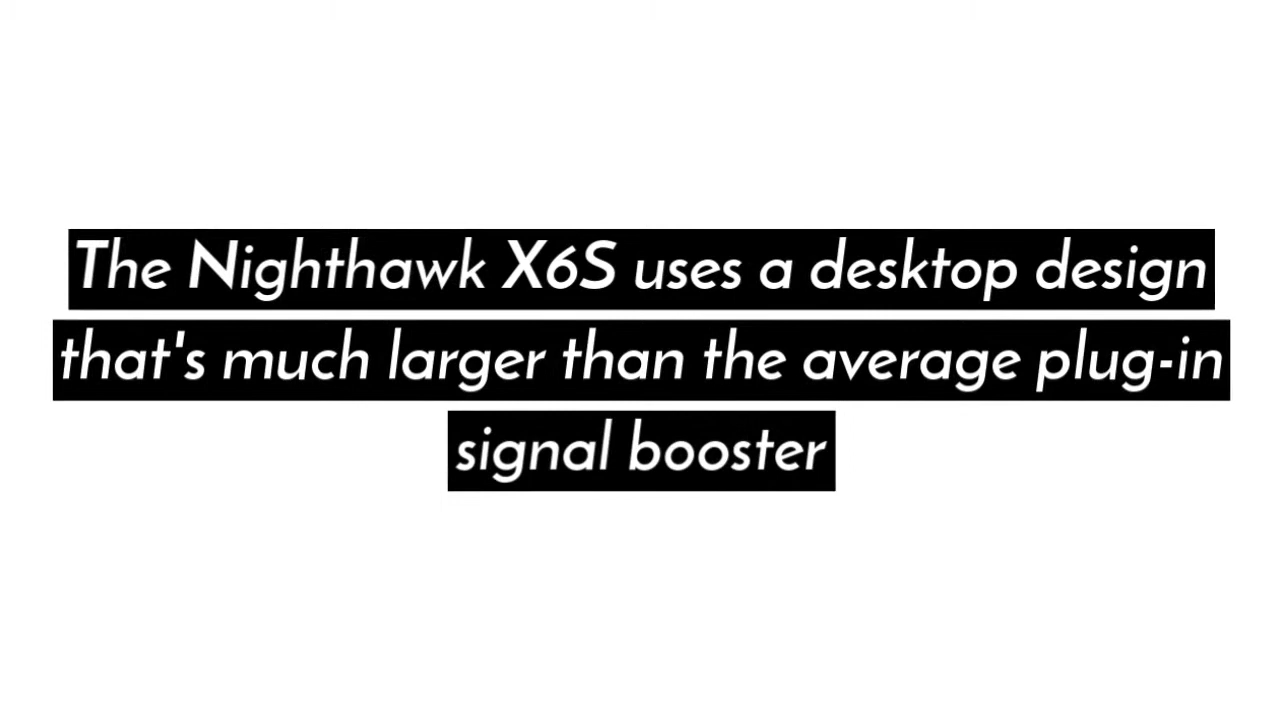 The Nighthawk X6S uses a desktop design
that's much larger than the average plug-in
signal booster